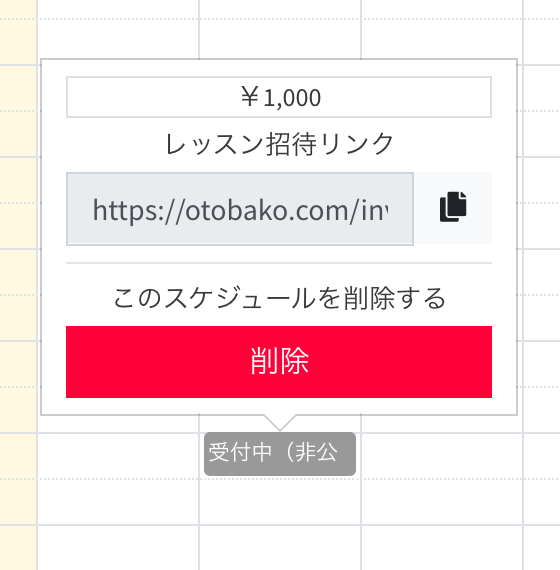 ￥1,000
レッスン招待リンク
https://otobako.com/inv
このスケジュールを削除する
削除
受付中（非公